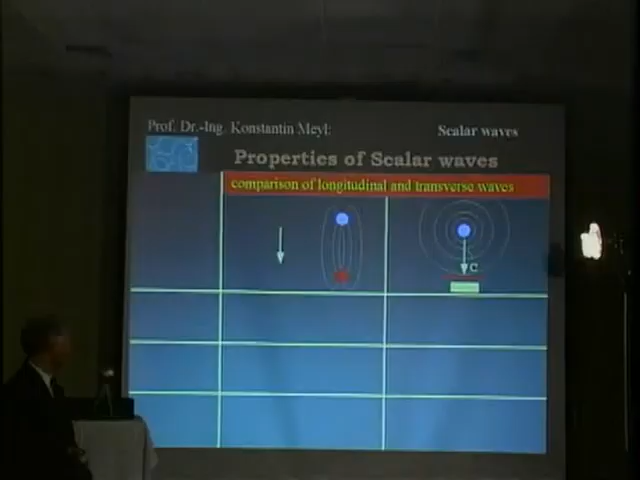 Prof. Dr.-Ing. Konstantin Meyl:
Scalar waves
Properties of Scalar waves
comparison of longitudinal and transverse waves
C